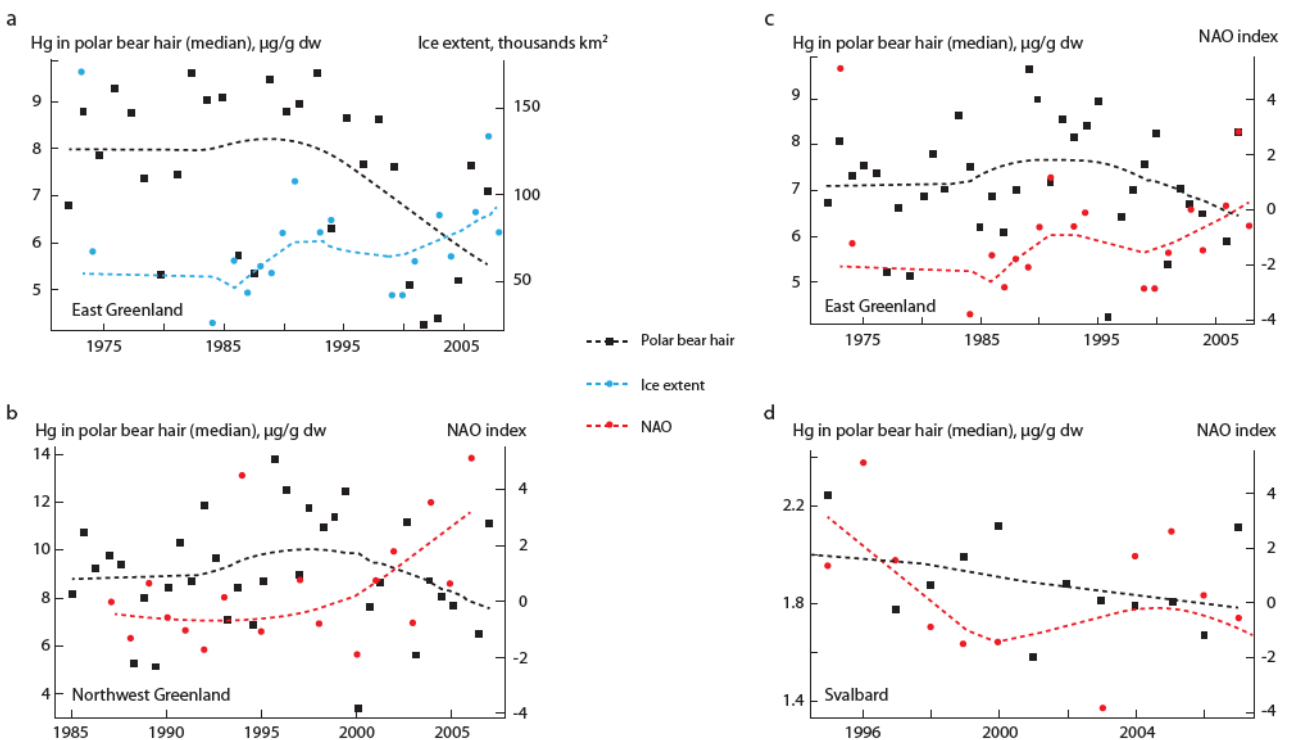 a
Hg in polar bear hair (median), µg/g dw
Ice extent, thousands km²
9
8
7
6
5
150
100
50
East Greenland
1975
1985
1995
2005
c
Hg in polar bear hair (median), µg/g dw
NAO index
9
8
7
6
5
4
2
0
-2
-4
East Greenland
1975
1985
1995
2005
Polar bear hair
Ice extent
NAO
b
Hg in polar bear hair (median), µg/g dw
NAO index
14
12
10
8
6
4
4
2
0
-2
-4
Northwest Greenland
1985
1990
1995
2000
2005
d
Hg in polar bear hair (median), µg/g dw
NAO index
2.2
1.8
1.4
4
2
0
-2
-4
Svalbard
1996
2000
2004